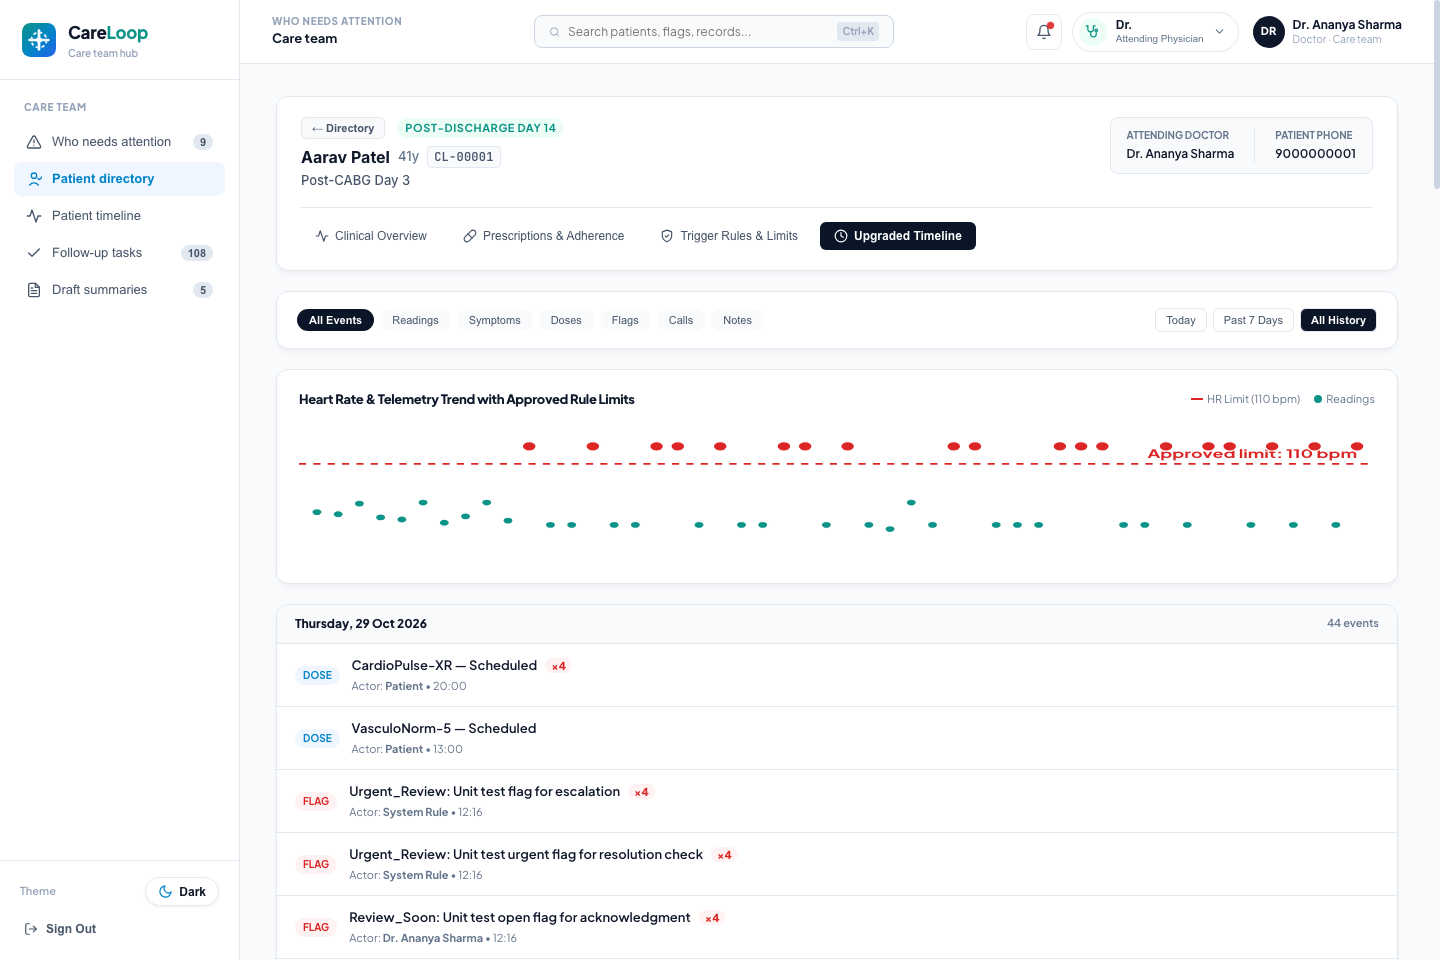 CareLoop
Care team hub
CARE TEAM
Who needs attention 9
Patient directory
Patient timeline
Follow-up tasks 108
Draft summaries 5
Theme Dark
Sign Out
WHO NEEDS ATTENTION
Care team
Search patients, flags, records... Ctrl+K
Dr.
Attending Physician
DR
Dr. Ananya Sharma
Doctor · Care team
← Directory POST-DISCHARGE DAY 14
Aarav Patel 41y CL-00001
Post-CABG Day 3
ATTENDING DOCTOR
Dr. Ananya Sharma
PATIENT PHONE
9000000001
Clinical Overview Prescriptions & Adherence Trigger Rules & Limits Upgraded Timeline
All Events Readings Symptoms Doses Flags Calls Notes Today Past 7 Days All History
Heart Rate & Telemetry Trend with Approved Rule Limits HR Limit (110 bpm) Readings
Approved limit: 110 bpm
Thursday, 29 Oct 2026 44 events
DOSE CardioPulse-XR — Scheduled ×4
Actor: Patient • 20:00
DOSE VasculoNorm-5 — Scheduled
Actor: Patient • 13:00
FLAG Urgent_Review: Unit test flag for escalation ×4
Actor: System Rule • 12:16
FLAG Urgent_Review: Unit test urgent flag for resolution check ×4
Actor: System Rule • 12:16
FLAG Review_Soon: Unit test open flag for acknowledgment ×4
Actor: Dr. Ananya Sharma • 12:16